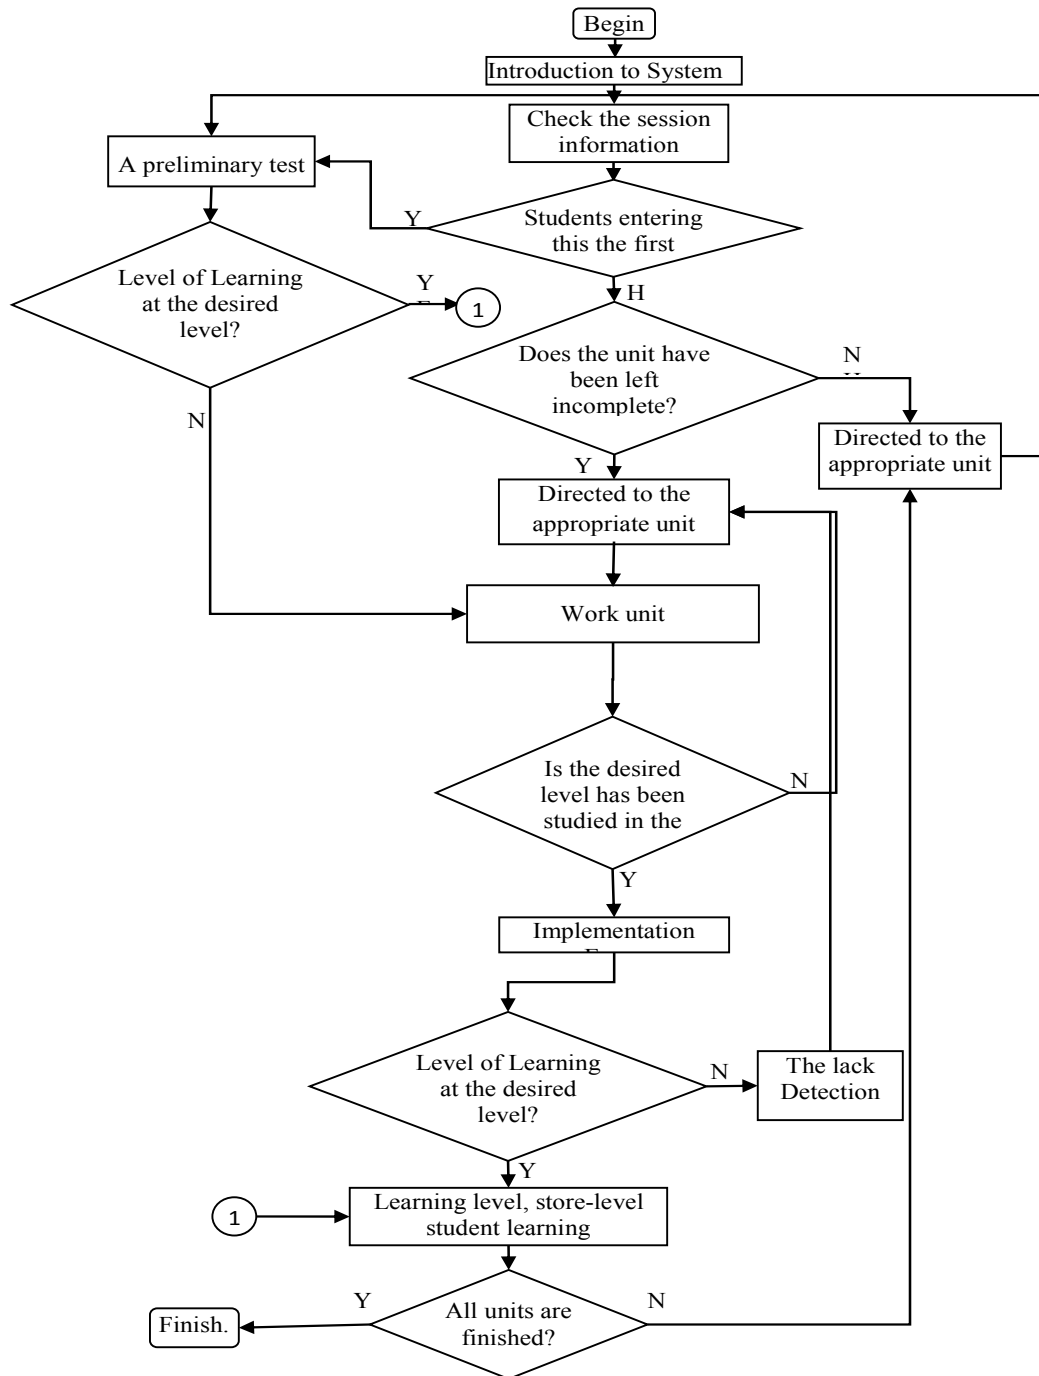 Begin
Introduction to System
Check the session
information
A preliminary test
Students entering
this the first
Y
Level of Learning
at the desired
level?
Y
1
H
Does the unit have
been left
incomplete?
N
N
Directed to the
appropriate unit
Y
Directed to the
appropriate unit
Work unit
Is the desired
level has been
studied in the
N
Y
Implementation
Level of Learning
at the desired
level?
N
The lack
Detection
Y
Learning level, store-level
student learning
1
All units are
finished?
Y
N
Finish.